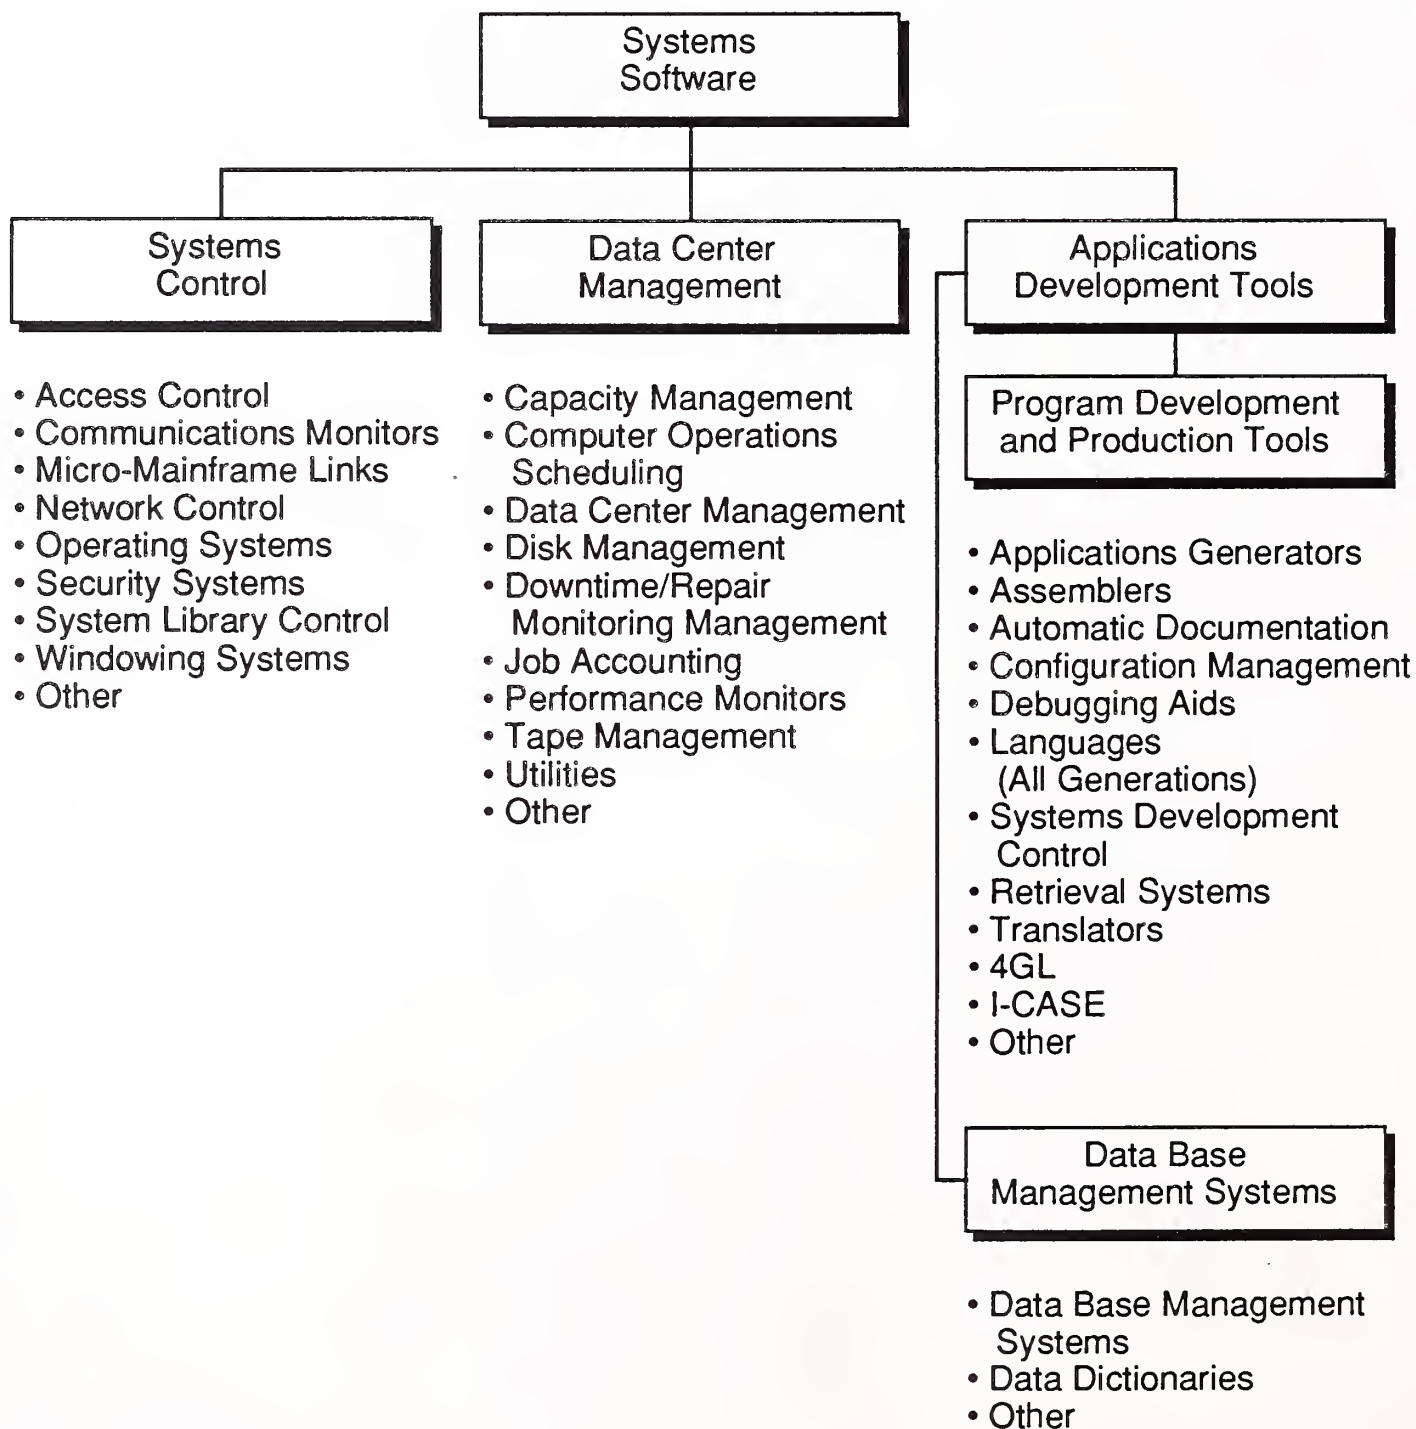 Systems
Software
Systems
Control
• Access Control
• Communications Monitors
• Micro-Mainframe Links
• Network Control
• Operating Systems
• Security Systems
• System Library Control
• Windowing Systems
• Other
Data Center
Management
• Capacity Management
• Computer Operations
Scheduling
• Data Center Management
• Disk Management
• Downtime/Repair
Monitoring Management
• Job Accounting
• Performance Monitors
• Tape Management
• Utilities
• Other
Applications
Development Tools
Program Development
and Production Tools
• Applications Generators
• Assemblers
• Automatic Documentation
• Configuration Management
• Debugging Aids
• Languages
(All Generations)
• Systems Development
Control
• Retrieval Systems
• Translators
• 4GL
• I-CASE
• Other
Data Base
Management Systems
• Data Base Management
Systems
• Data Dictionaries
• Other